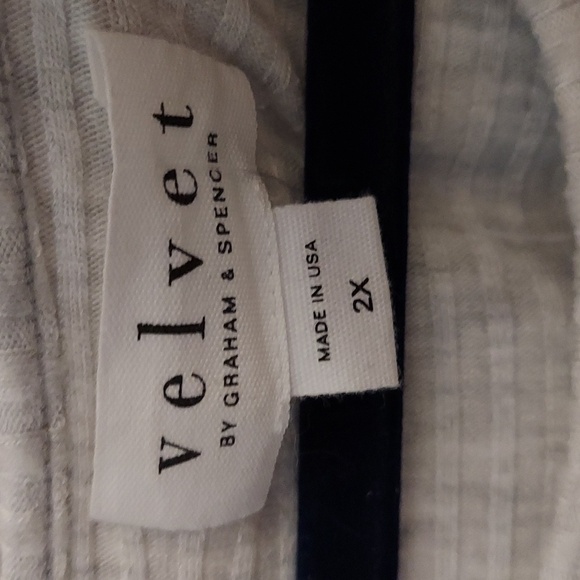 velvet
BY GRAHAM & SPENCER
MADE IN USA
2X